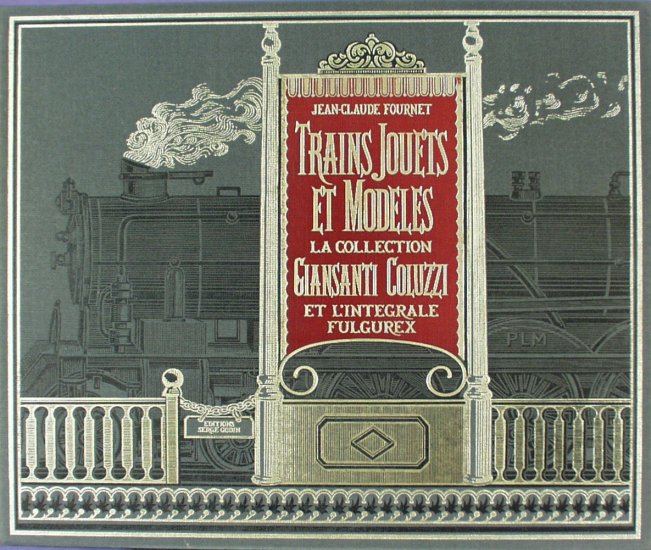 JEAN-CLAUDE FOURNET
TRAINS JOUETS
ET MODELES
LA COLLECTION
GIANSANTI COLUZZI
ET L'INTEGRALE
FULGUREX
PLM
EDITIONS
SERGE GODIN